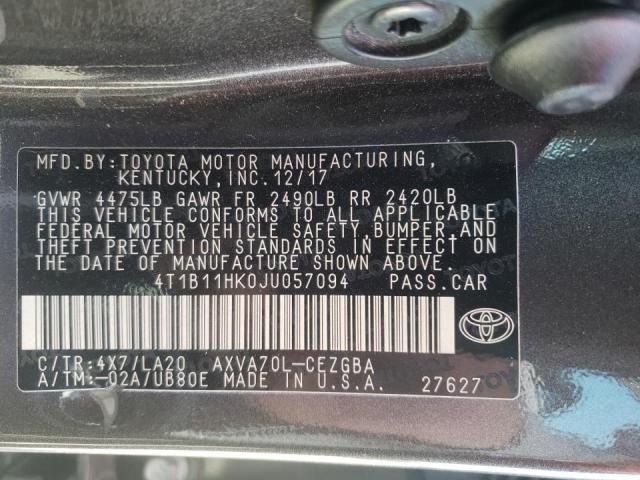 MFD.BY:TOYOTA MOTOR MANUFACTURING,
KENTUCKY,INC.12/17
GVWR 4475LB GAWR FR 2490LB RR 2420LB
THIS VEHICLE CONFORMS TO ALL APPLICABLE
FEDERAL MOTOR VEHICLE SAFETY,BUMPER,AND
THEFT PREVENTION STANDARDS IN EFFECT ON
THE DATE OF MANUFACTURE SHOWN ABOVE.
4T1B11HK0JU057094 PASS.CAR
C/TR:4X7/LA20 AXVA70L-CEZGBA
A/TM:-02A/UB80E MADE IN U.S.A. 27627